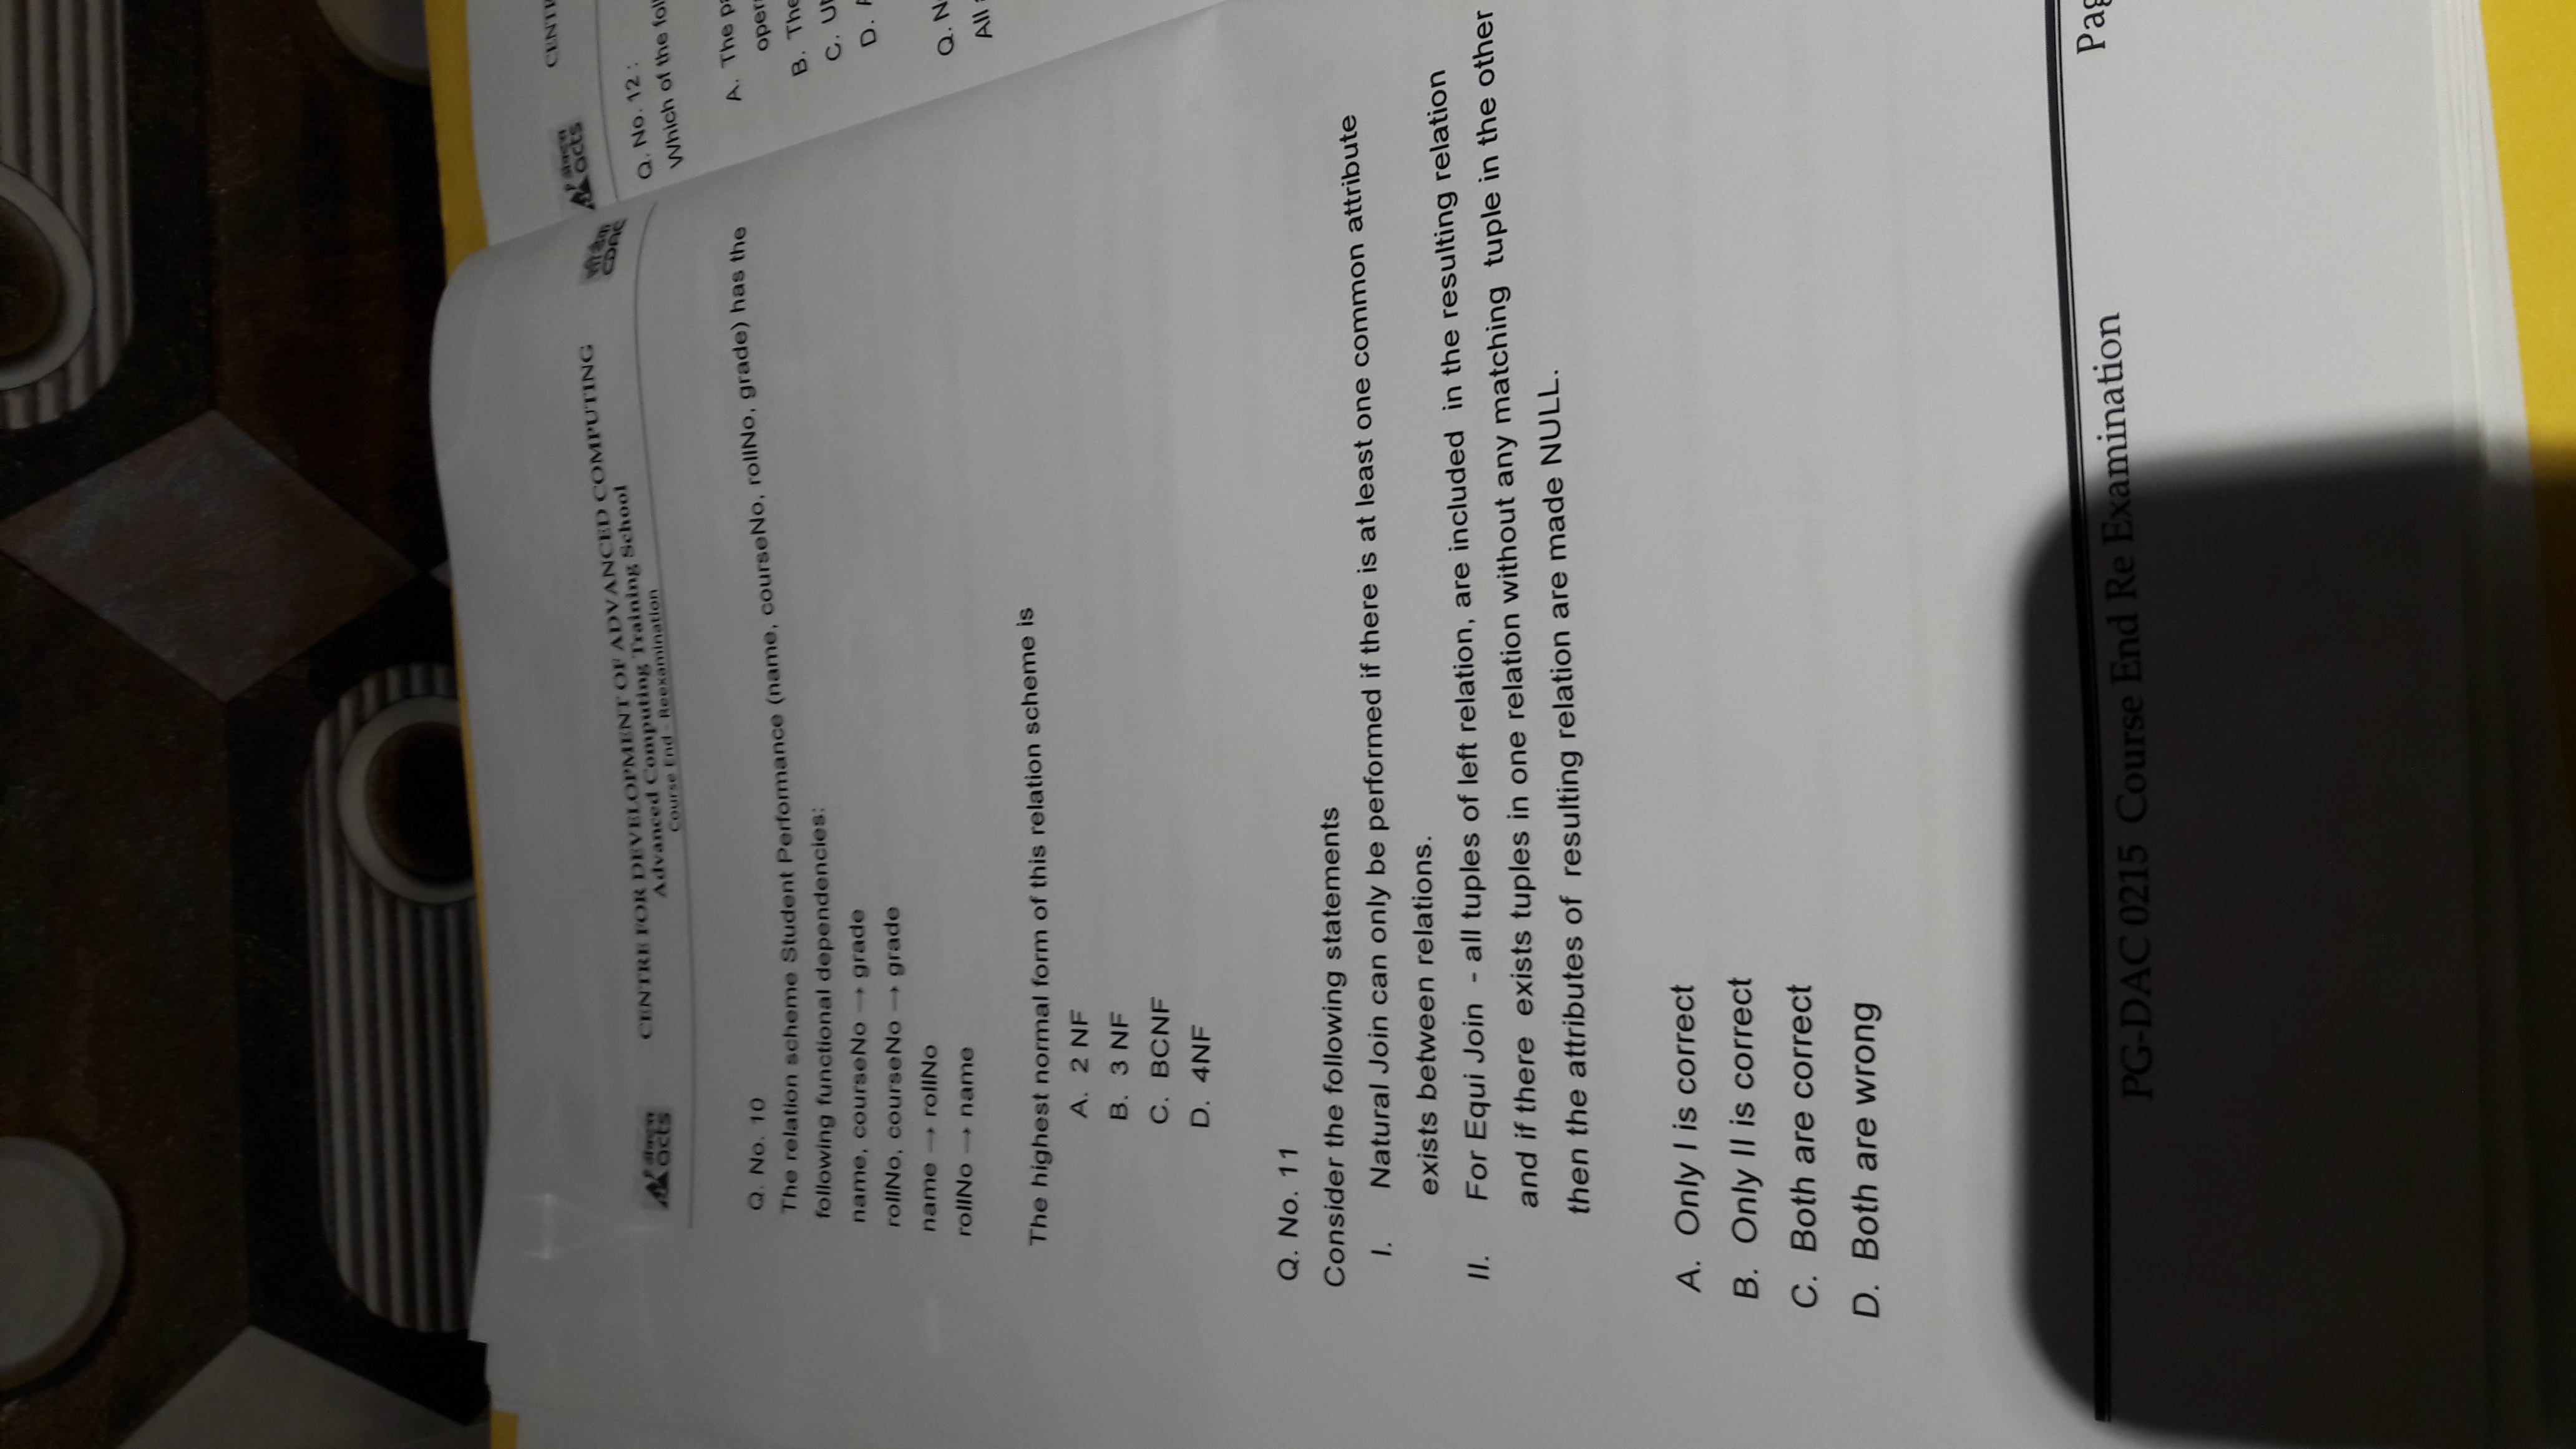 CENTRE FOR DEVELOPMENT OF ADVANCED COMPUTING
Advanced Computing Training School
Course End - Reexamination
acts
CDAC
Q. No. 10
The relation scheme Student Performance (name, courseNo, rollNo, grade) has the
following functional dependencies:
name, courseNo → grade
rollNo, courseNo → grade
name → rollNo
rollNo → name
The highest normal form of this relation scheme is
A. 2 NF
B. 3 NF
C. BCNF
D. 4NF
Q. No. 11
Consider the following statements
I. Natural Join can only be performed if there is at least one common attribute
exists between relations.
II. For Equi Join - all tuples of left relation, are included in the resulting relation
and if there exists tuples in one relation without any matching tuple in the other
then the attributes of resulting relation are made NULL.
A. Only I is correct
B. Only II is correct
C. Both are correct
D. Both are wrong
PG-DAC 0215 Course End Re Examination
Pag
acts
CENT
Q. No. 12 :
Which of the fol
A. The p
oper
B. The
C. U
D.
Q. N
All